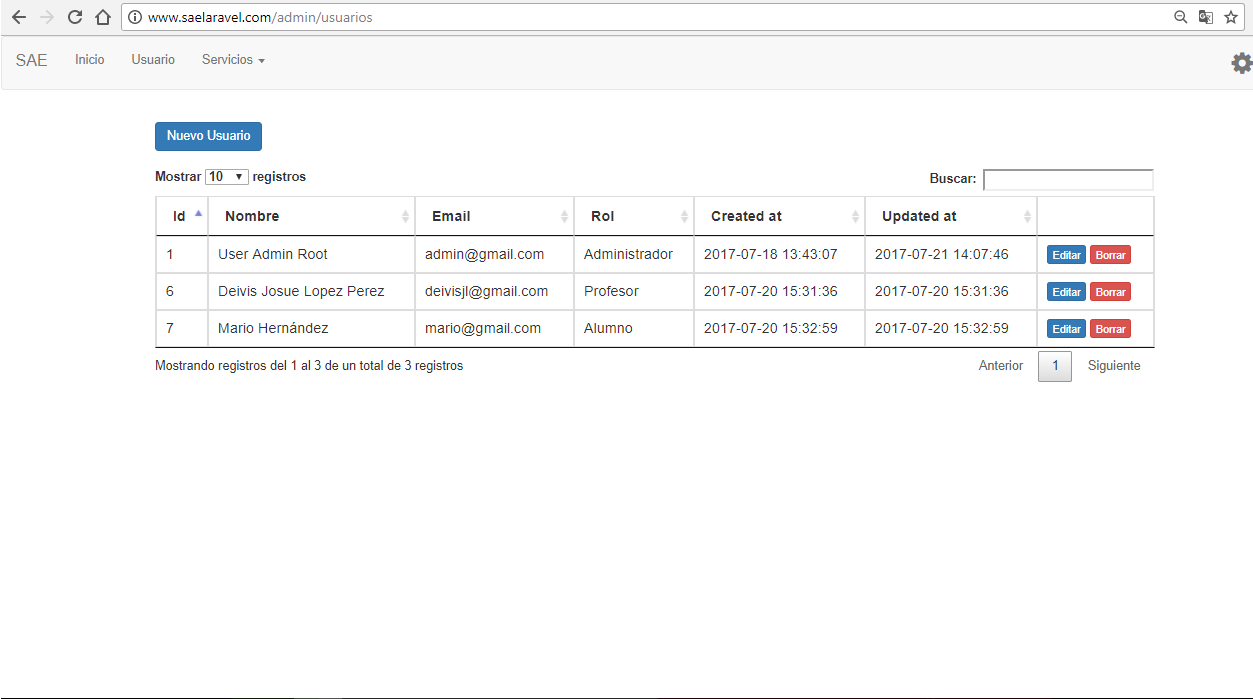 www.saelaravel.com/admin/usuarios
SAE Inicio Usuario Servicios
Nuevo Usuario
Mostrar 10 registros
Buscar:
Id Nombre Email Rol Created at Updated at
1 User Admin Root admin@gmail.com Administrador 2017-07-18 13:43:07 2017-07-21 14:07:46 Editar Borrar
6 Deivis Josue Lopez Perez deivisjl@gmail.com Profesor 2017-07-20 15:31:36 2017-07-20 15:31:36 Editar Borrar
7 Mario Hernández mario@gmail.com Alumno 2017-07-20 15:32:59 2017-07-20 15:32:59 Editar Borrar
Mostrando registros del 1 al 3 de un total de 3 registros
Anterior 1 Siguiente